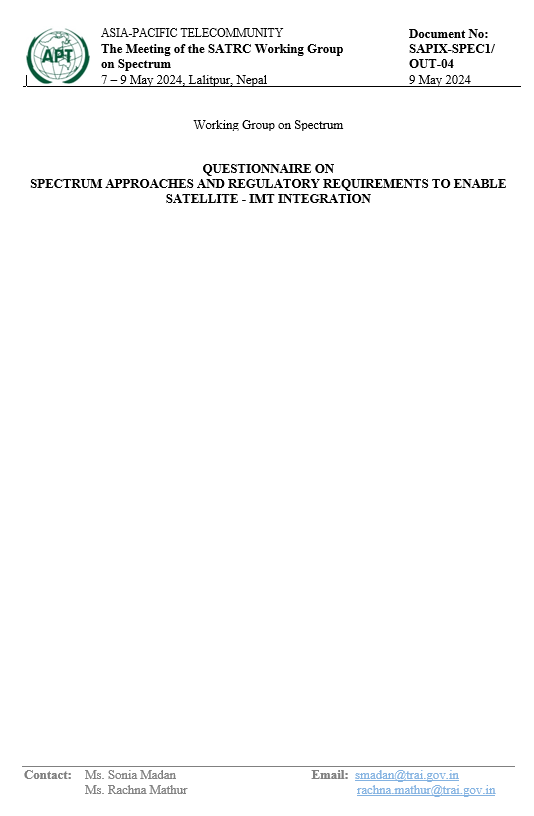 APT
ASIA-PACIFIC TELECOMMUNITY
The Meeting of the SATRC Working Group
on Spectrum
7 – 9 May 2024, Lalitpur, Nepal
Document No:
SAPIX-SPEC1/
OUT-04
9 May 2024
Working Group on Spectrum
QUESTIONNAIRE ON
SPECTRUM APPROACHES AND REGULATORY REQUIREMENTS TO ENABLE
SATELLITE - IMT INTEGRATION
Contact: Ms. Sonia Madan Email: smadan@trai.gov.in
Ms. Rachna Mathur rachna.mathur@trai.gov.in